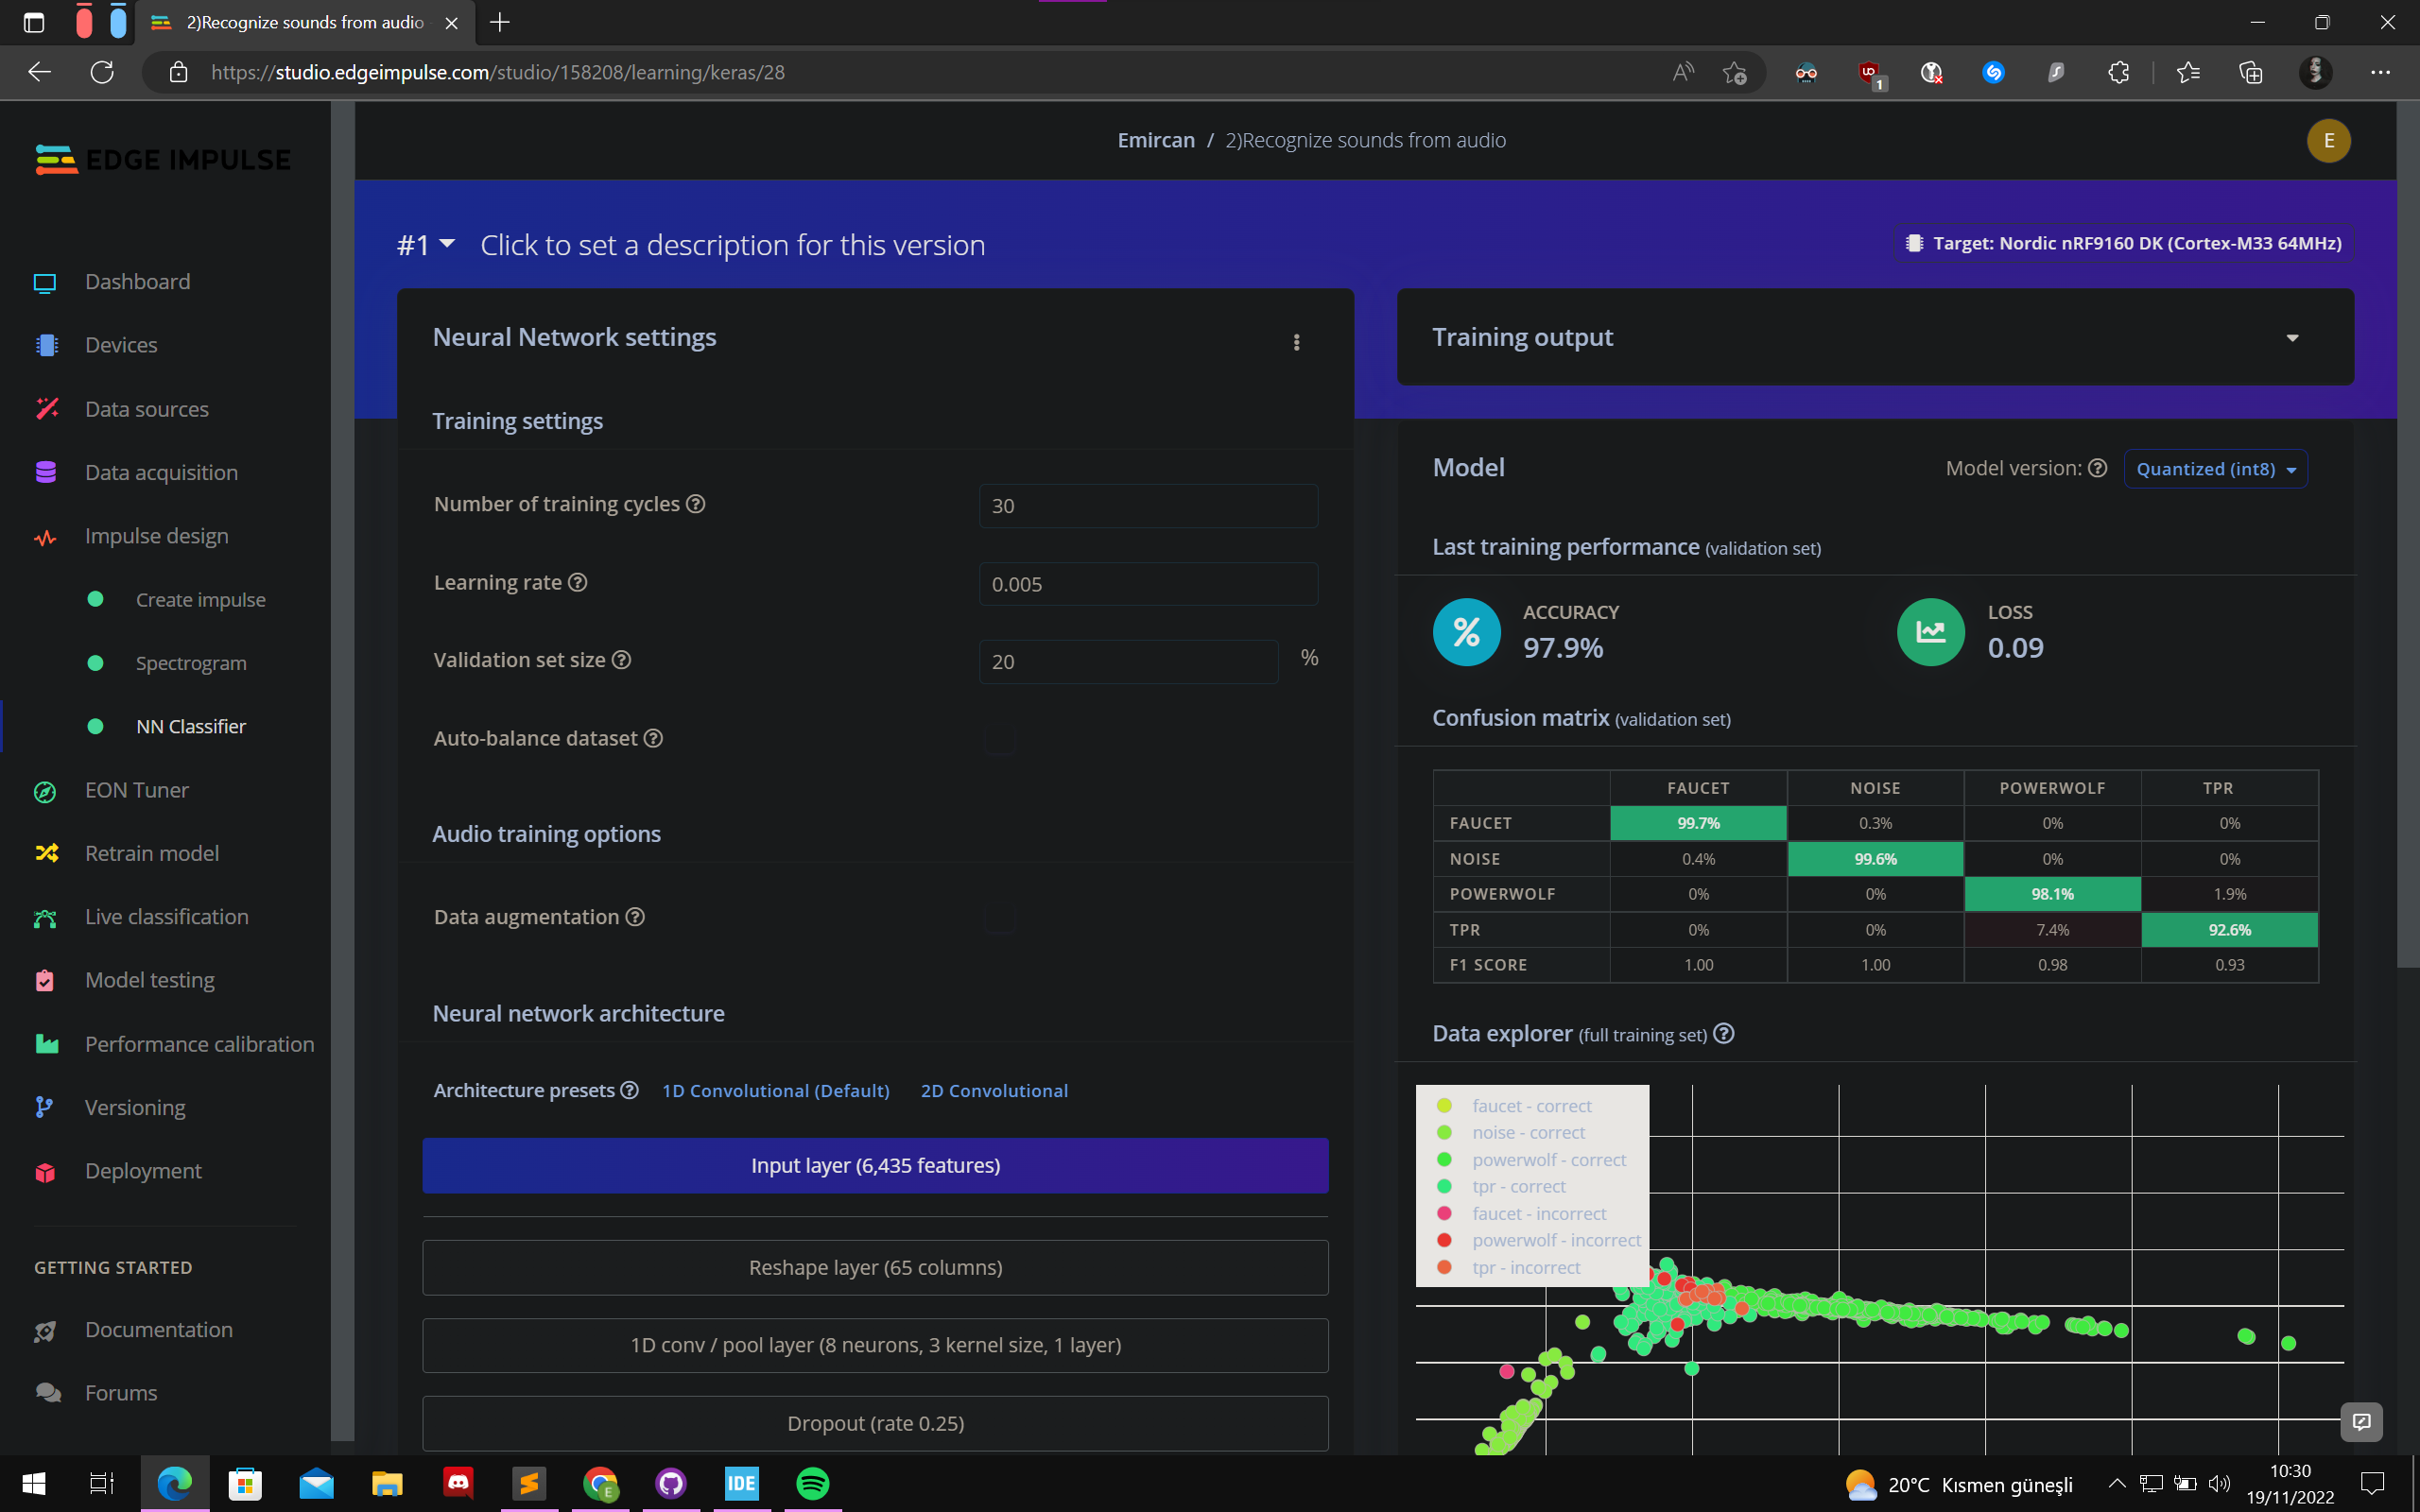 2)Recognize sounds from audio
https://studio.edgeimpulse.com/studio/158208/learning/keras/28
1
EDGE IMPULSE
Emircan / 2)Recognize sounds from audio
E
#1 Click to set a description for this version
Target: Nordic nRF9160 DK (Cortex-M33 64MHz)
Dashboard
Devices
Data sources
Data acquisition
Impulse design
Create impulse
Spectrogram
NN Classifier
EON Tuner
Retrain model
Live classification
Model testing
Performance calibration
Versioning
Deployment
GETTING STARTED
Documentation
Forums
Neural Network settings
Training settings
Number of training cycles 30
Learning rate 0.005
Validation set size 20 %
Auto-balance dataset
Audio training options
Data augmentation
Neural network architecture
Architecture presets 1D Convolutional (Default) 2D Convolutional
Input layer (6,435 features)
Reshape layer (65 columns)
1D conv / pool layer (8 neurons, 3 kernel size, 1 layer)
Dropout (rate 0.25)
Training output
Model
Model version: Quantized (int8)
Last training performance (validation set)
% ACCURACY
97.9%
LOSS
0.09
Confusion matrix (validation set)
FAUCET NOISE POWERWOLF TPR
FAUCET 99.7% 0.3% 0% 0%
NOISE 0.4% 99.6% 0% 0%
POWERWOLF 0% 0% 98.1% 1.9%
TPR 0% 0% 7.4% 92.6%
F1 SCORE 1.00 1.00 0.98 0.93
Data explorer (full training set)
faucet - correct
noise - correct
powerwolf - correct
tpr - correct
faucet - incorrect
powerwolf - incorrect
tpr - incorrect
E
IDE
20°C Kısmen güneşli
10:30
19/11/2022